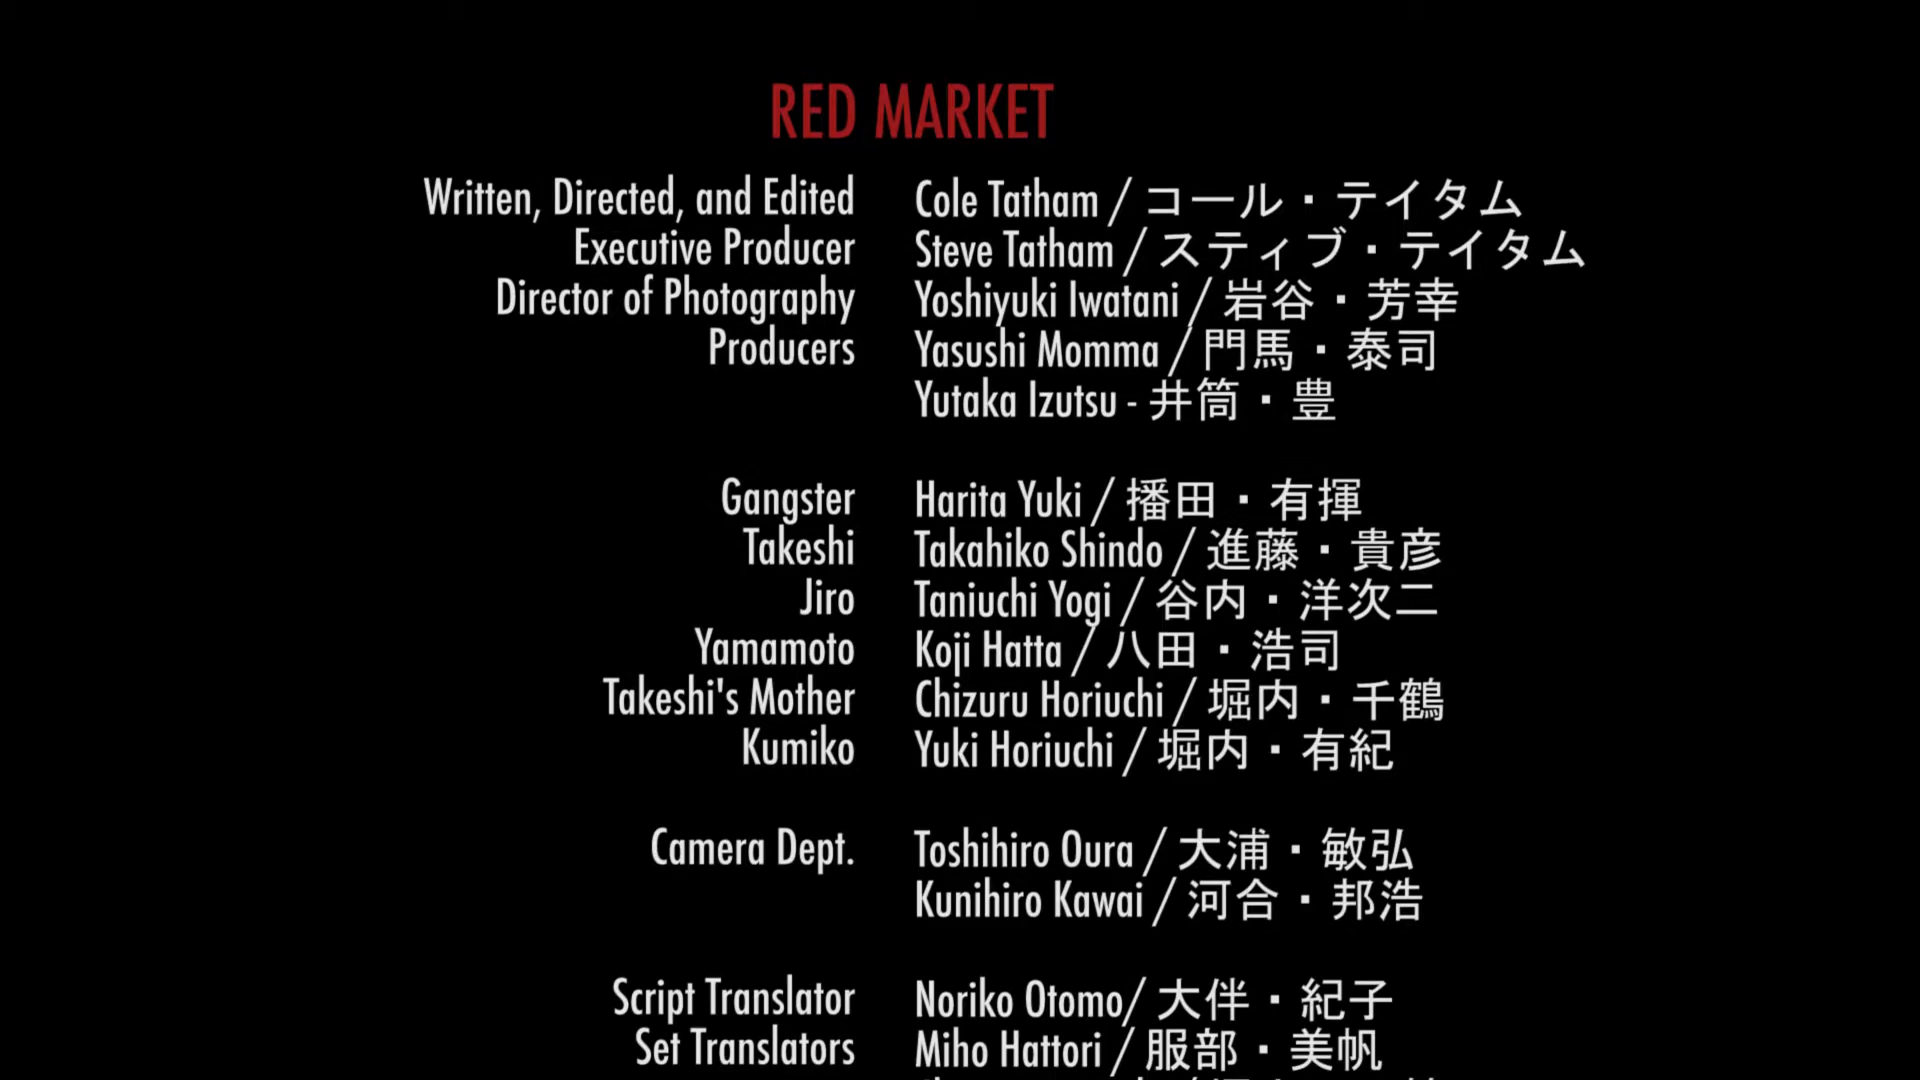 RED MARKET
Written, Directed, and Edited Cole Tatham / コール・テイタム
Executive Producer Steve Tatham / スティブ・テイタム
Director of Photography Yoshiyuki Iwatani / 岩谷・芳幸
Producers Yasushi Momma / 門馬・泰司
Yutaka Izutsu - 井筒・豊
Gangster Harita Yuki / 播田・有揮
Takeshi Takahiko Shindo / 進藤・貴彦
Jiro Taniuchi Yogi / 谷内・洋次二
Yamamoto Koji Hatta / 八田・浩司
Takeshi's Mother Chizuru Horiuchi / 堀内・千鶴
Kumiko Yuki Horiuchi / 堀内・有紀
Camera Dept. Toshihiro Oura / 大浦・敏弘
Kunihiro Kawai / 河合・邦浩
Script Translator Noriko Otomo/ 大伴・紀子
Set Translators Miho Hattori / 服部・美帆